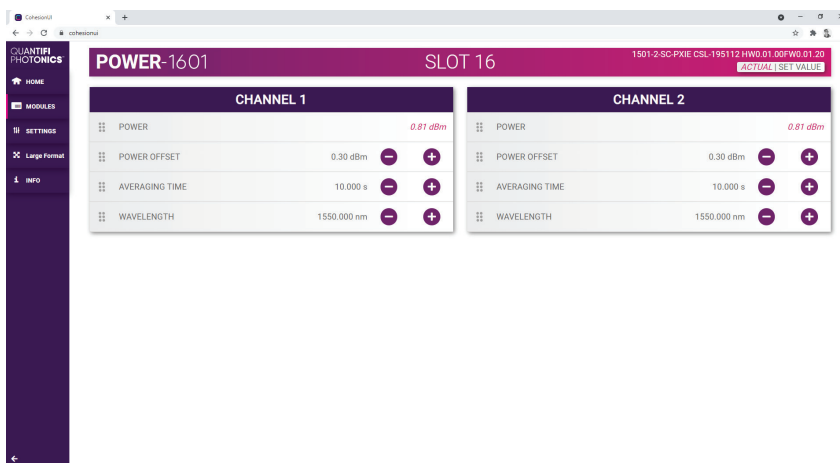 CohesionUI
cohesionui
QUANTIFI
PHOTONICS
HOME
MODULES
SETTINGS
Large Format
INFO
POWER-1601
SLOT 16
1501-2-SC-PXIE CSL-195112 HW0.01.00FW0.01.20
ACTUAL | SET VALUE
CHANNEL 1
POWER 0.81 dBm
POWER OFFSET 0.30 dBm
AVERAGING TIME 10.000 s
WAVELENGTH 1550.000 nm
CHANNEL 2
POWER 0.81 dBm
POWER OFFSET 0.30 dBm
AVERAGING TIME 10.000 s
WAVELENGTH 1550.000 nm